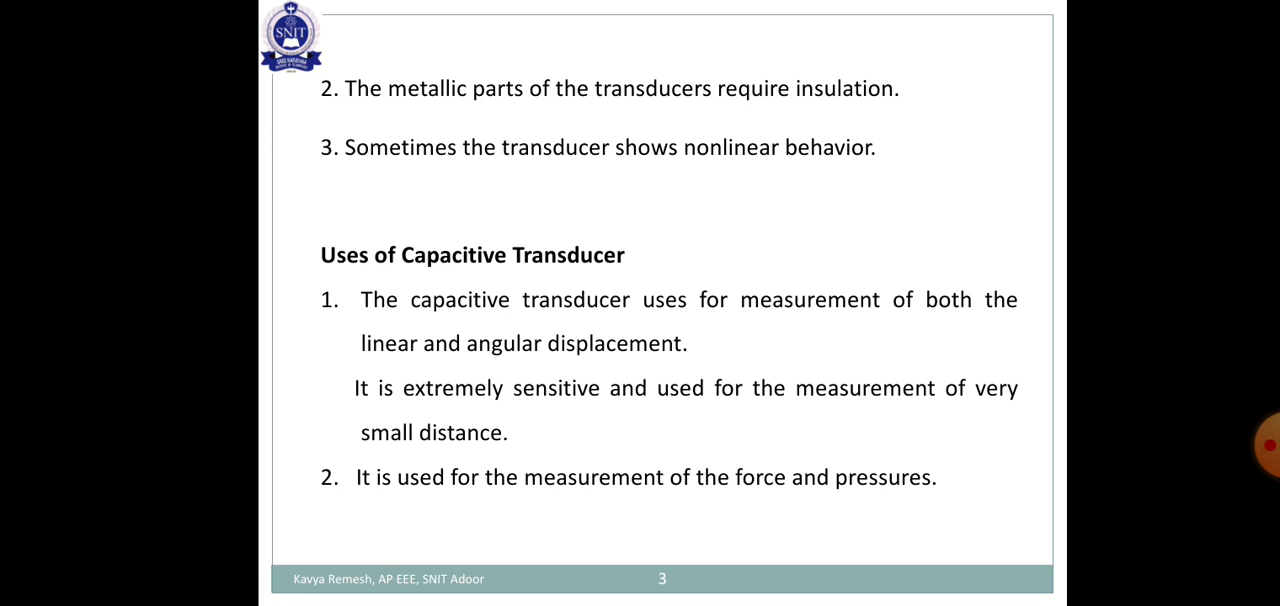 SNIT
2. The metallic parts of the transducers require insulation.
3. Sometimes the transducer shows nonlinear behavior.
Uses of Capacitive Transducer
1. The capacitive transducer uses for measurement of both the
linear and angular displacement.
It is extremely sensitive and used for the measurement of very
small distance.
2. It is used for the measurement of the force and pressures.
Kavya Remesh, AP EEE, SNIT Adoor
3